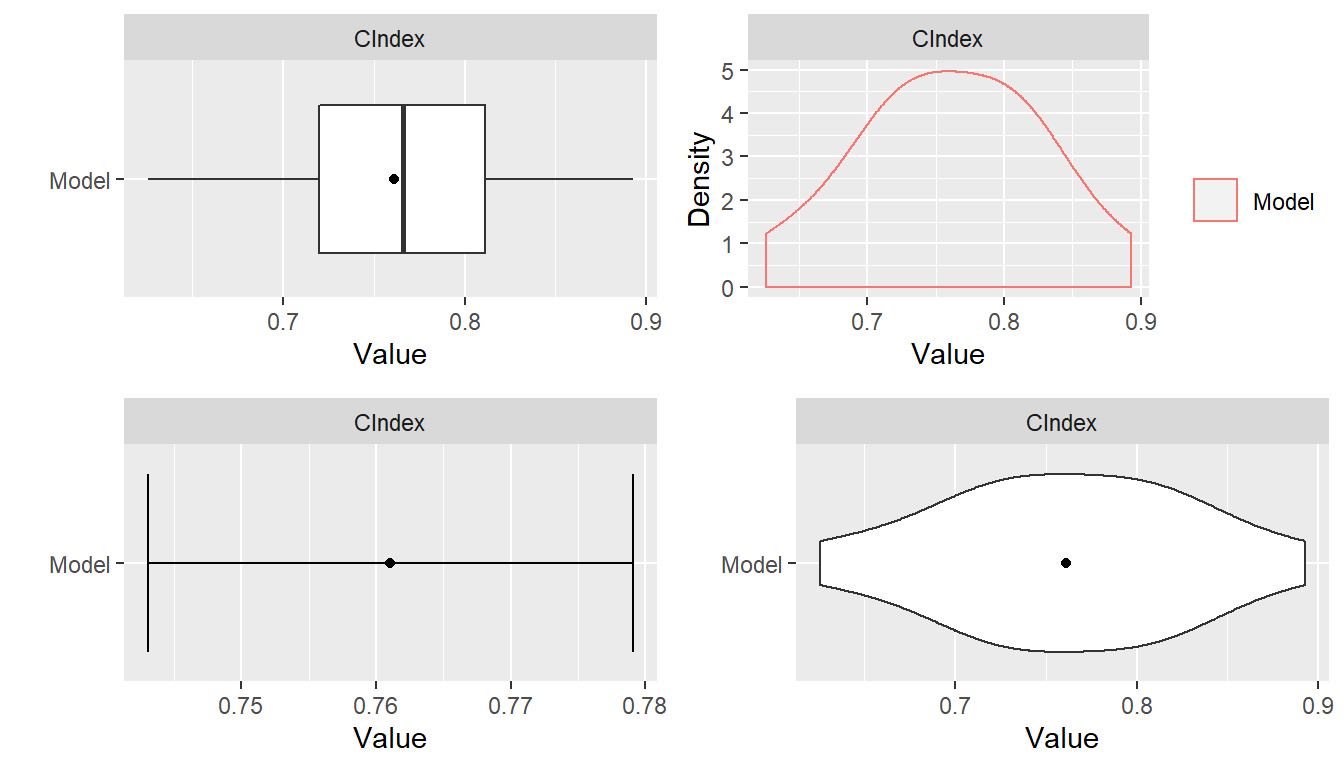 CIndex
Model
0.7 0.8 0.9
Value
CIndex
Density
5
4
3
2
1
0
0.7 0.8 0.9
Value
Model
CIndex
Model
0.75 0.76 0.77 0.78
Value
CIndex
Model
0.7 0.8 0.9
Value